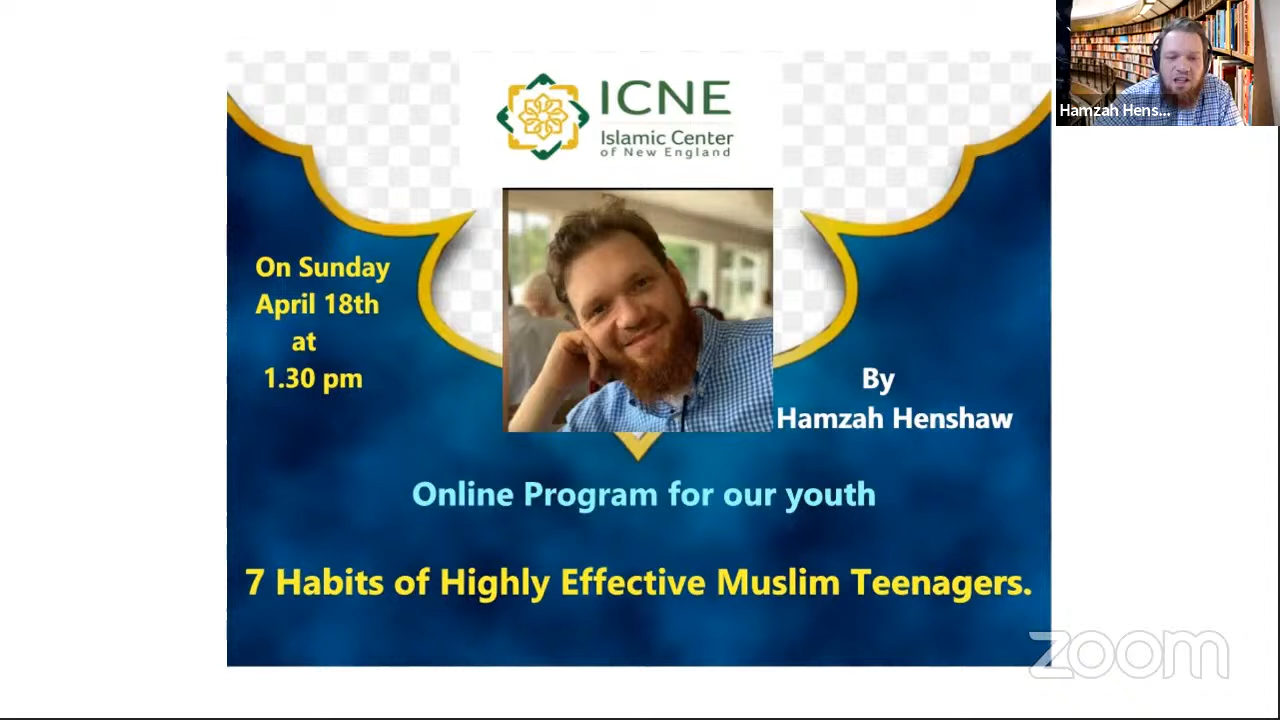 ICNE
Islamic Center
of New England
Hamzah Hens...
On Sunday
April 18th
at
1.30 pm
By
Hamzah Henshaw
Online Program for our youth
7 Habits of Highly Effective Muslim Teenagers.
zoom